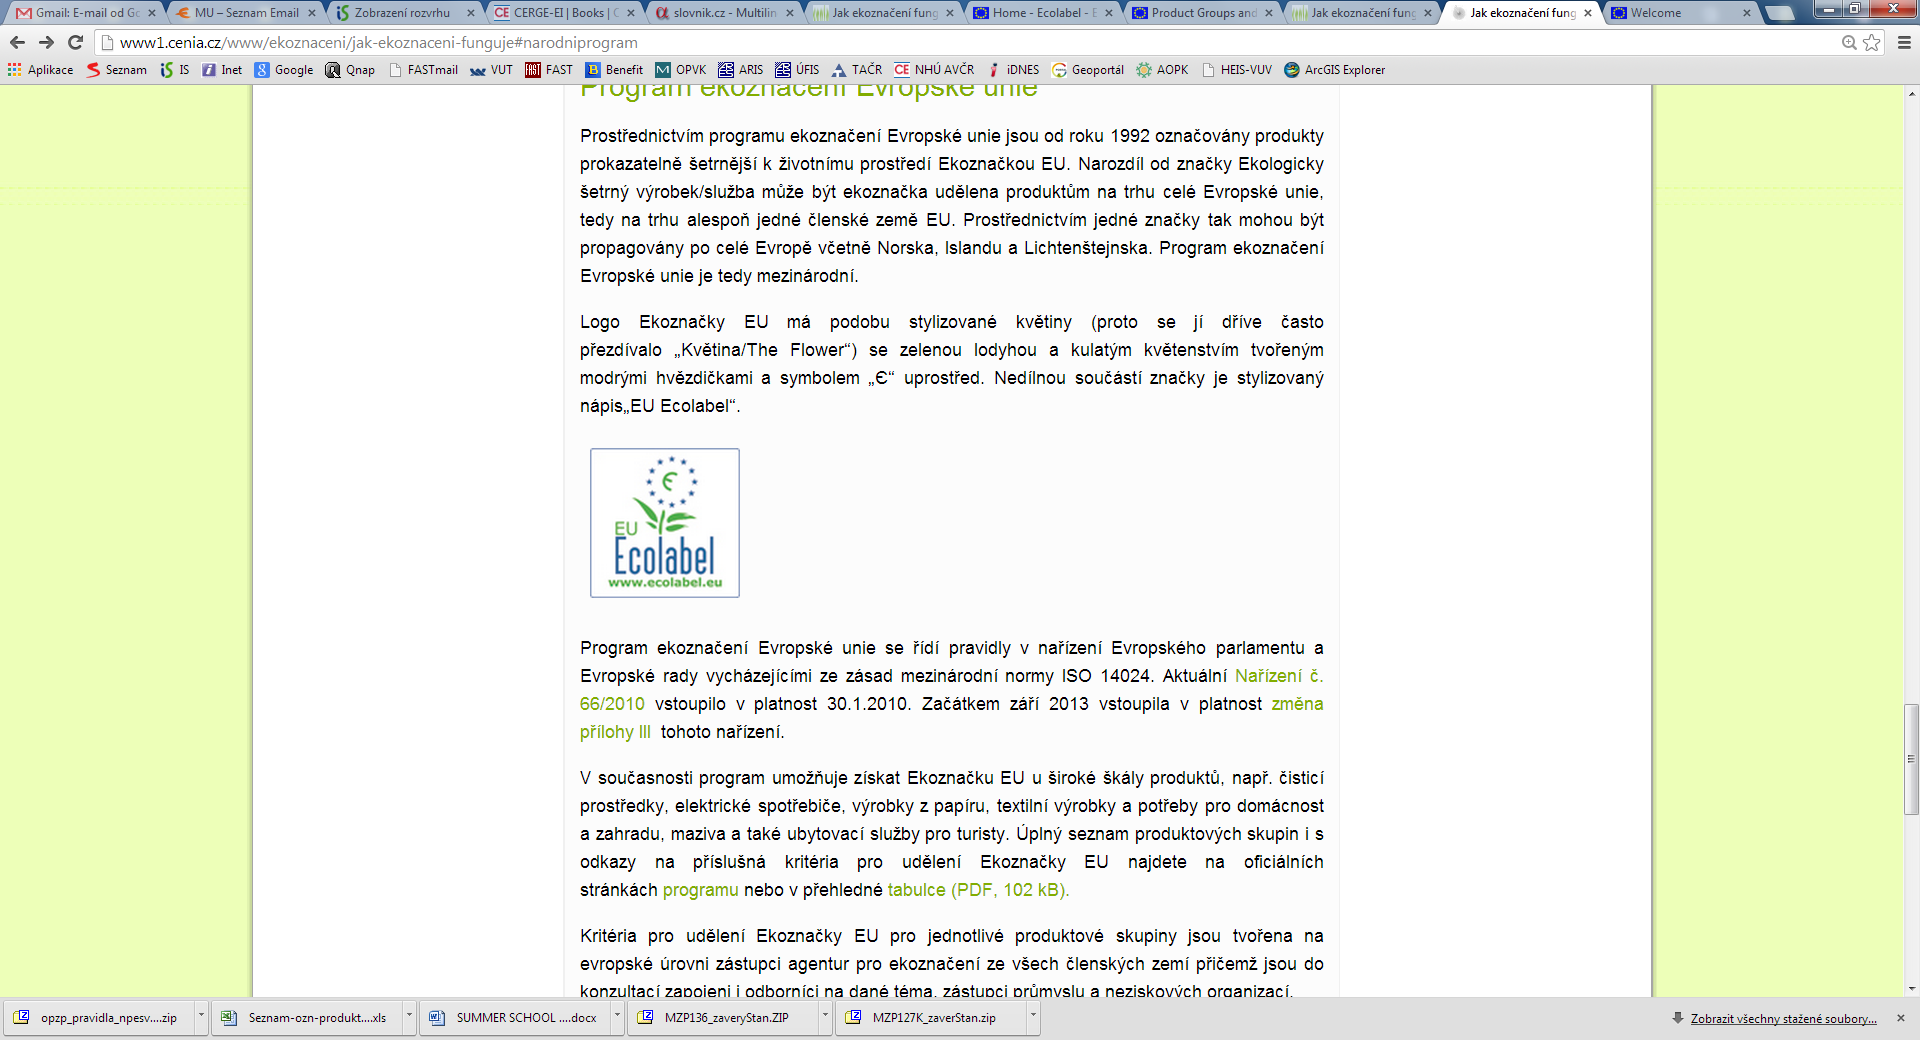 Gmail: E-mail od Go
MU – Seznam Email
Zobrazení rozvrhu
CERGE-EI | Books | C
slovnik.cz - Multilin
Jak ekoznačení fung
Home - Ecolabel - E
Product Groups and
Jak ekoznačení fung
Jak ekoznačení fung
Welcome
www1.cenia.cz/www/ekoznaceni/jak-ekoznaceni-funguje#narodniprogram
Aplikace Seznam IS Inet Google Qnap FASTmail VUT FAST Benefit OPVK ARIS ÚFIS TAČR NHÚ AVČR iDNES Geoportál AOPK HEIS-VUV ArcGIS Explorer
Program ekoznačení Evropské unie
Prostřednictvím programu ekoznačení Evropské unie jsou od roku 1992 označovány produkty
prokazatelně šetrnější k životnímu prostředí Ekoznačkou EU. Narozdíl od značky Ekologicky
šetrný výrobek/služba může být ekoznačka udělena produktům na trhu celé Evropské unie,
tedy na trhu alespoň jedné členské země EU. Prostřednictvím jedné značky tak mohou být
propagovány po celé Evropě včetně Norska, Islandu a Lichtenštejnska. Program ekoznačení
Evropské unie je tedy mezinárodní.
Logo Ekoznačky EU má podobu stylizované květiny (proto se jí dříve často
přezdívalo „Květina/The Flower“) se zelenou lodyhou a kulatým květenstvím tvořeným
modrými hvězdičkami a symbolem „Є“ uprostřed. Nedílnou součástí značky je stylizovaný
nápis„EU Ecolabel“.
Є
EU
Ecolabel
www.ecolabel.eu
Program ekoznačení Evropské unie se řídí pravidly v nařízení Evropského parlamentu a
Evropské rady vycházejícími ze zásad mezinárodní normy ISO 14024. Aktuální Nařízení č.
66/2010 vstoupilo v platnost 30.1.2010. Začátkem září 2013 vstoupila v platnost změna
přílohy III tohoto nařízení.
V současnosti program umožňuje získat Ekoznačku EU u široké škály produktů, např. čisticí
prostředky, elektrické spotřebiče, výrobky z papíru, textilní výrobky a potřeby pro domácnost
a zahradu, maziva a také ubytovací služby pro turisty. Úplný seznam produktových skupin i s
odkazy na příslušná kritéria pro udělení Ekoznačky EU najdete na oficiálních
stránkách programu nebo v přehledné tabulce (PDF, 102 kB).
Kritéria pro udělení Ekoznačky EU pro jednotlivé produktové skupiny jsou tvořena na
evropské úrovni zástupci agentur pro ekoznačení ze všech členských zemí přičemž jsou do
konzultací zapojeni i odborníci na dané téma, zástupci průmyslu a neziskových organizací.
opzp_pravidla_npesv....zip
Seznam-ozn-produkt....xls
SUMMER SCHOOL ....docx
MZP136_zaveryStan.ZIP
MZP127K_zaverStan.zip
Zobrazit všechny stažené soubory...